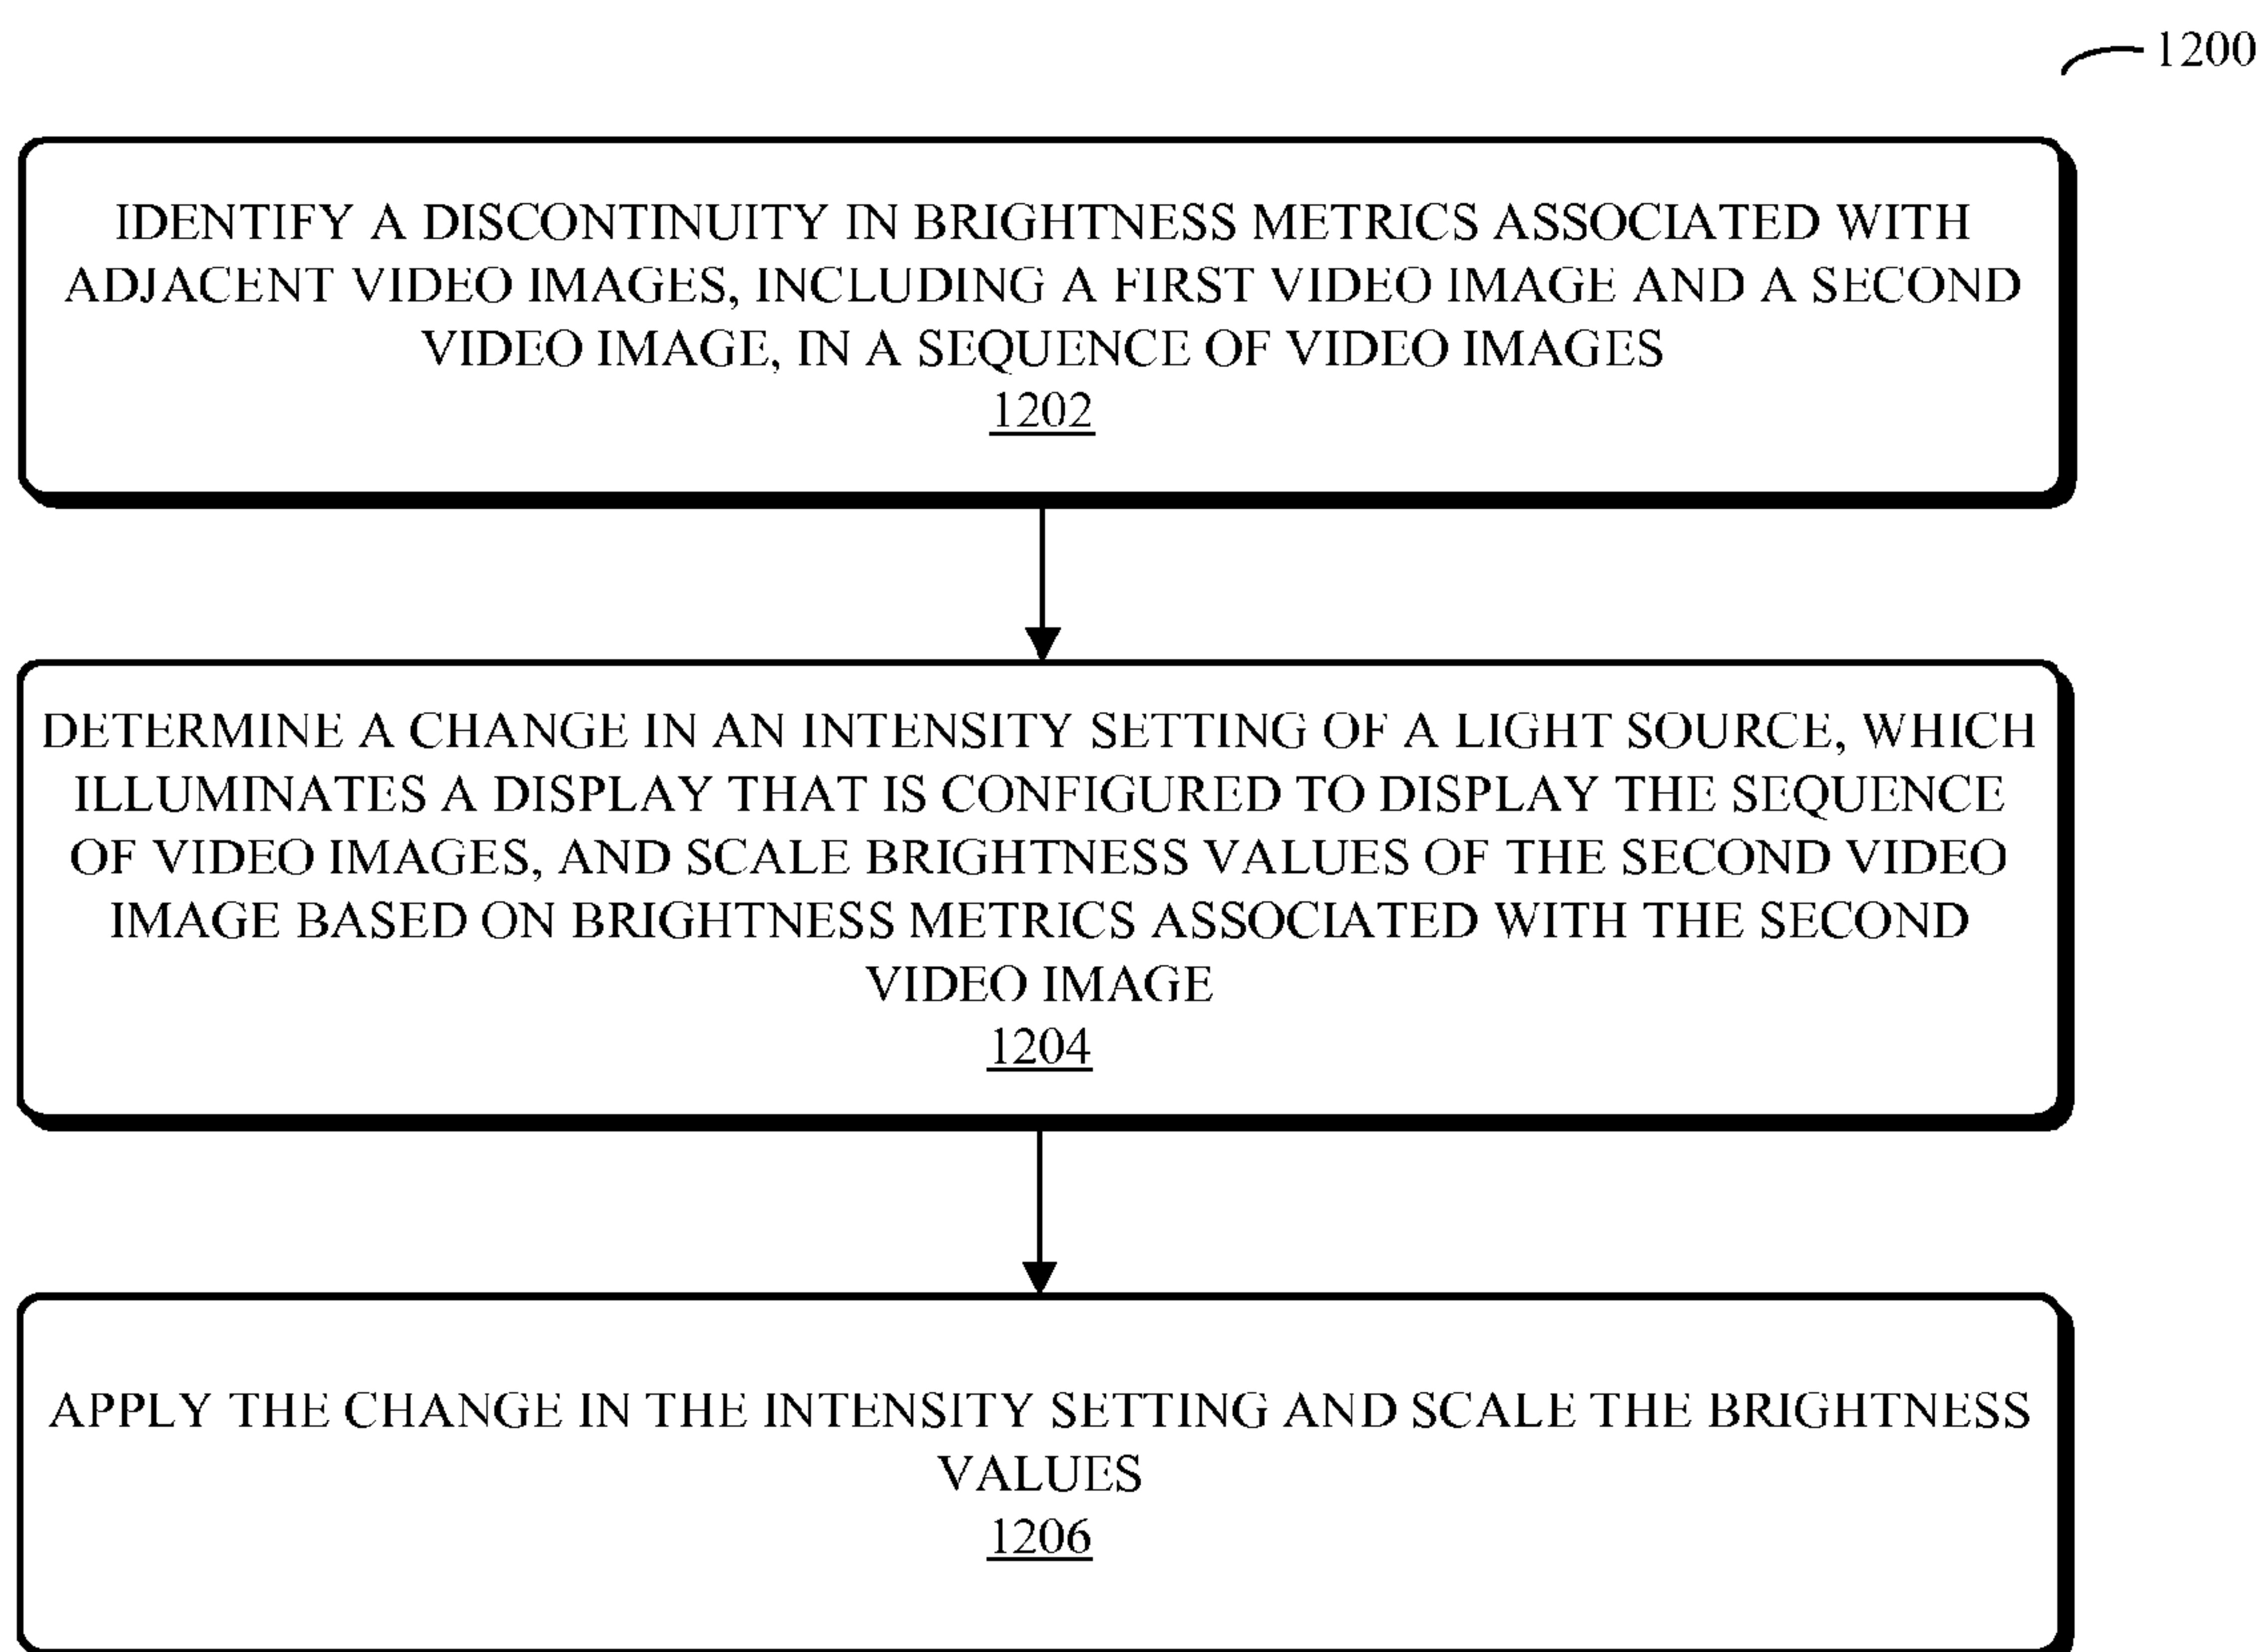 1200
IDENTIFY A DISCONTINUITY IN BRIGHTNESS METRICS ASSOCIATED WITH
ADJACENT VIDEO IMAGES, INCLUDING A FIRST VIDEO IMAGE AND A SECOND
VIDEO IMAGE, IN A SEQUENCE OF VIDEO IMAGES
1202
DETERMINE A CHANGE IN AN INTENSITY SETTING OF A LIGHT SOURCE, WHICH
ILLUMINATES A DISPLAY THAT IS CONFIGURED TO DISPLAY THE SEQUENCE
OF VIDEO IMAGES, AND SCALE BRIGHTNESS VALUES OF THE SECOND VIDEO
IMAGE BASED ON BRIGHTNESS METRICS ASSOCIATED WITH THE SECOND
VIDEO IMAGE
1204
APPLY THE CHANGE IN THE INTENSITY SETTING AND SCALE THE BRIGHTNESS
VALUES
1206